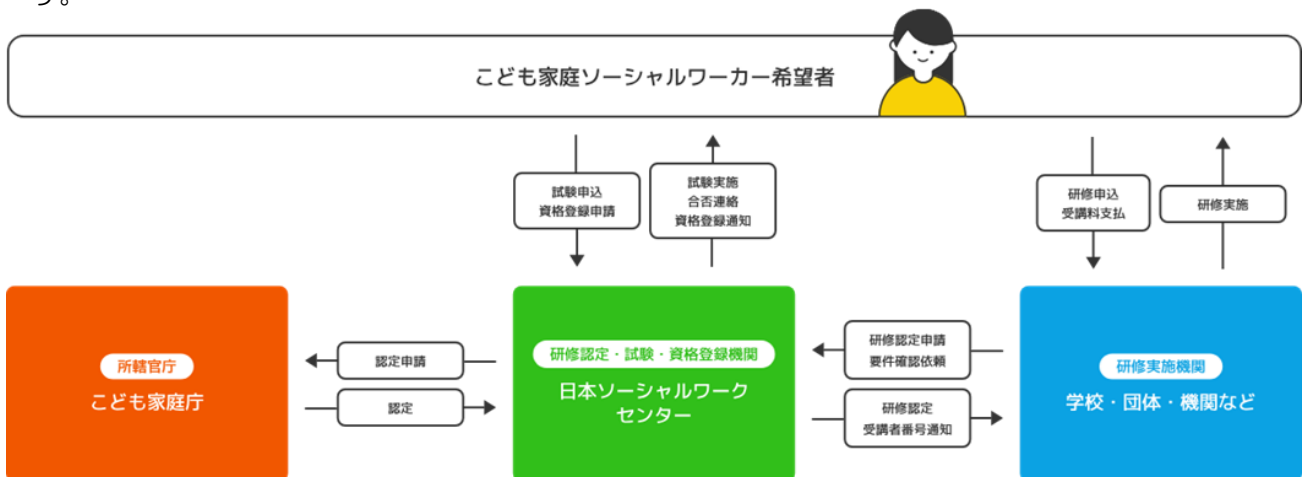 す。
こども家庭ソーシャルワーカー希望者
試験申込
資格登録申請
試験実施
合否連絡
資格登録通知
研修申込
受講料支払
研修実施
所轄官庁
こども家庭庁
認定申請
認定
研修認定・試験・資格登録機関
日本ソーシャルワーク
センター
研修認定申請
要件確認依頼
研修認定
受講者番号通知
研修実施機関
学校・団体・機関など